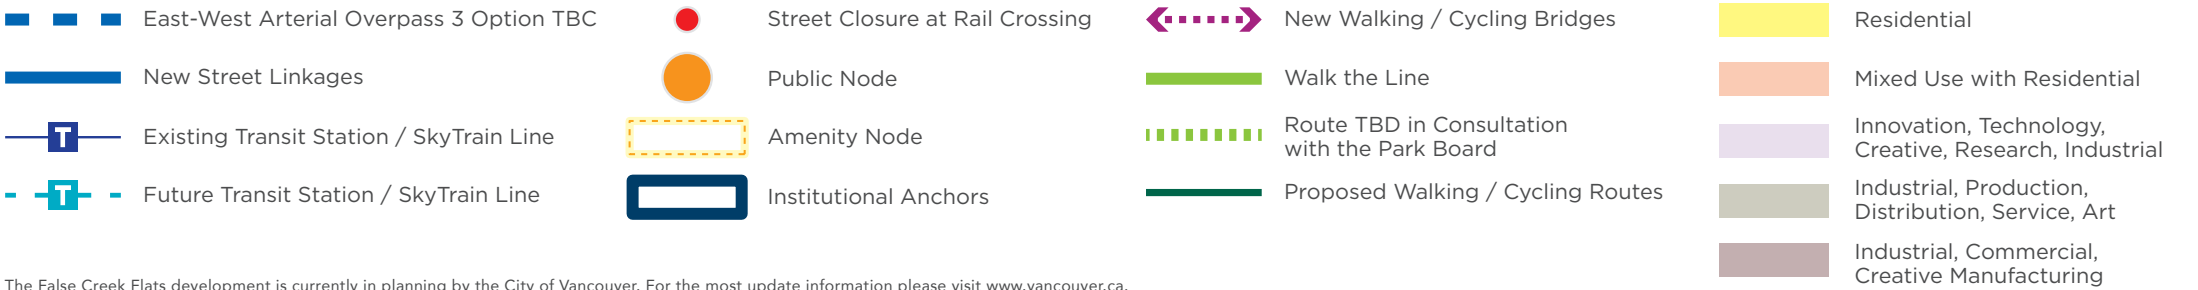 East-West Arterial Overpass 3 Option TBC
New Street Linkages
T
Existing Transit Station / SkyTrain Line
T
Future Transit Station / SkyTrain Line
Street Closure at Rail Crossing
Public Node
Amenity Node
Institutional Anchors
New Walking / Cycling Bridges
Walk the Line
Route TBD in Consultation
with the Park Board
Proposed Walking / Cycling Routes
Residential
Mixed Use with Residential
Innovation, Technology,
Creative, Research, Industrial
Industrial, Production,
Distribution, Service, Art
Industrial, Commercial,
Creative Manufacturing
The False Creek Flats development is currently in planning by the City of Vancouver. For the most update information please visit www.vancouver.ca.